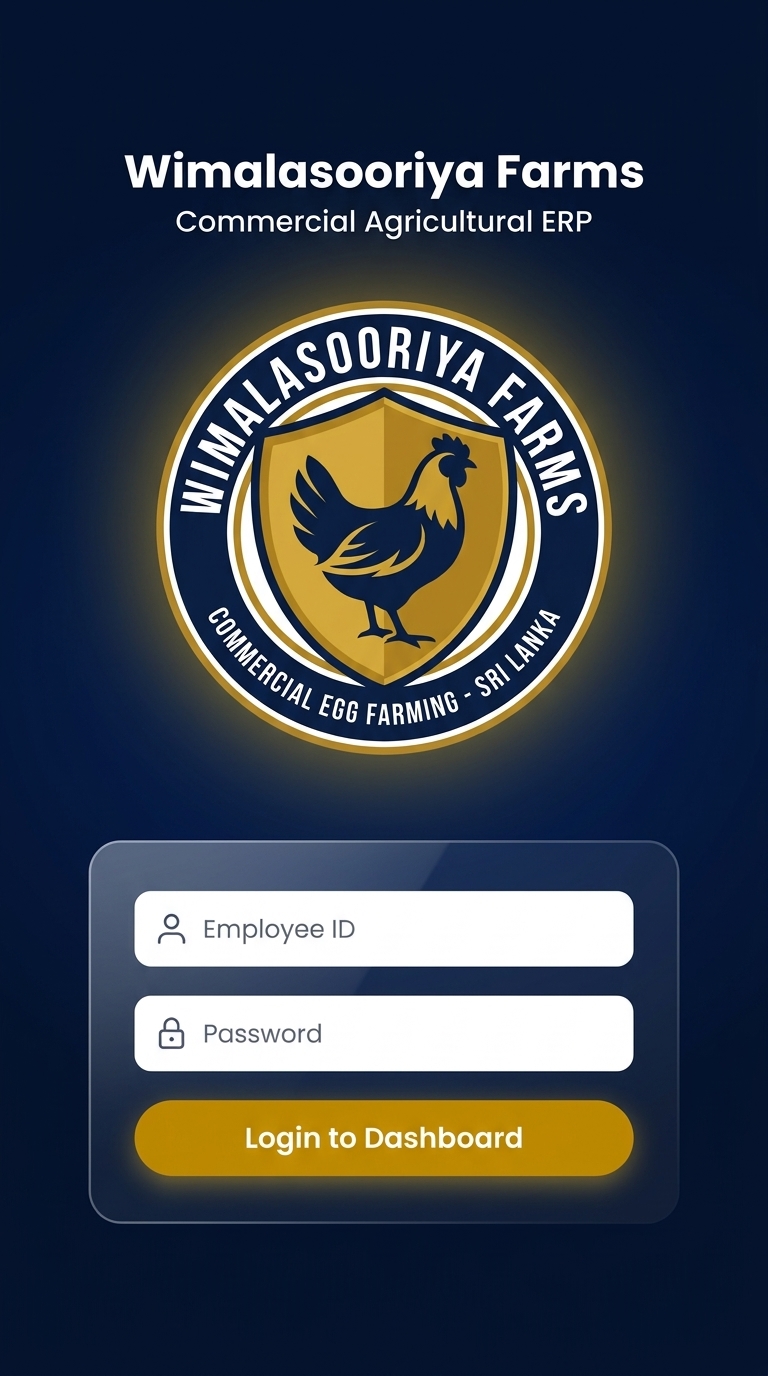 Wimalasooriya Farms
Commercial Agricultural ERP
WIMALASOORIYA FARMS
COMMERCIAL EGG FARMING - SRI LANKA
Employee ID
Password
Login to Dashboard